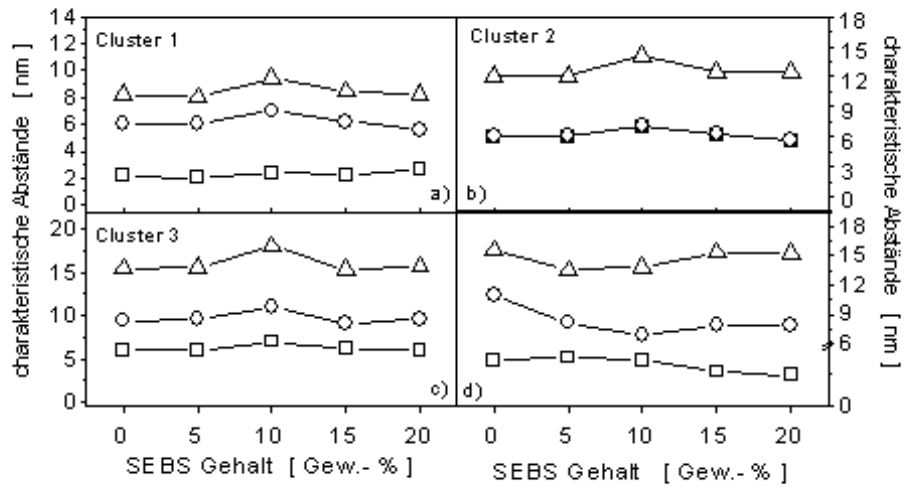 charakteristische Abstände [ nm ]
14
12
10
8
6
4
2
0
Cluster 1
a)
Cluster 2
b)
18
15
12
9
6
3
0
charakteristische Abstände [ nm ]
20
15
10
5
0
Cluster 3
c)
d)
18
15
12
9
6
0
0 5 10 15 20
0 5 10 15 20
SEBS Gehalt [ Gew.- % ]
SEBS Gehalt [ Gew.- % ]